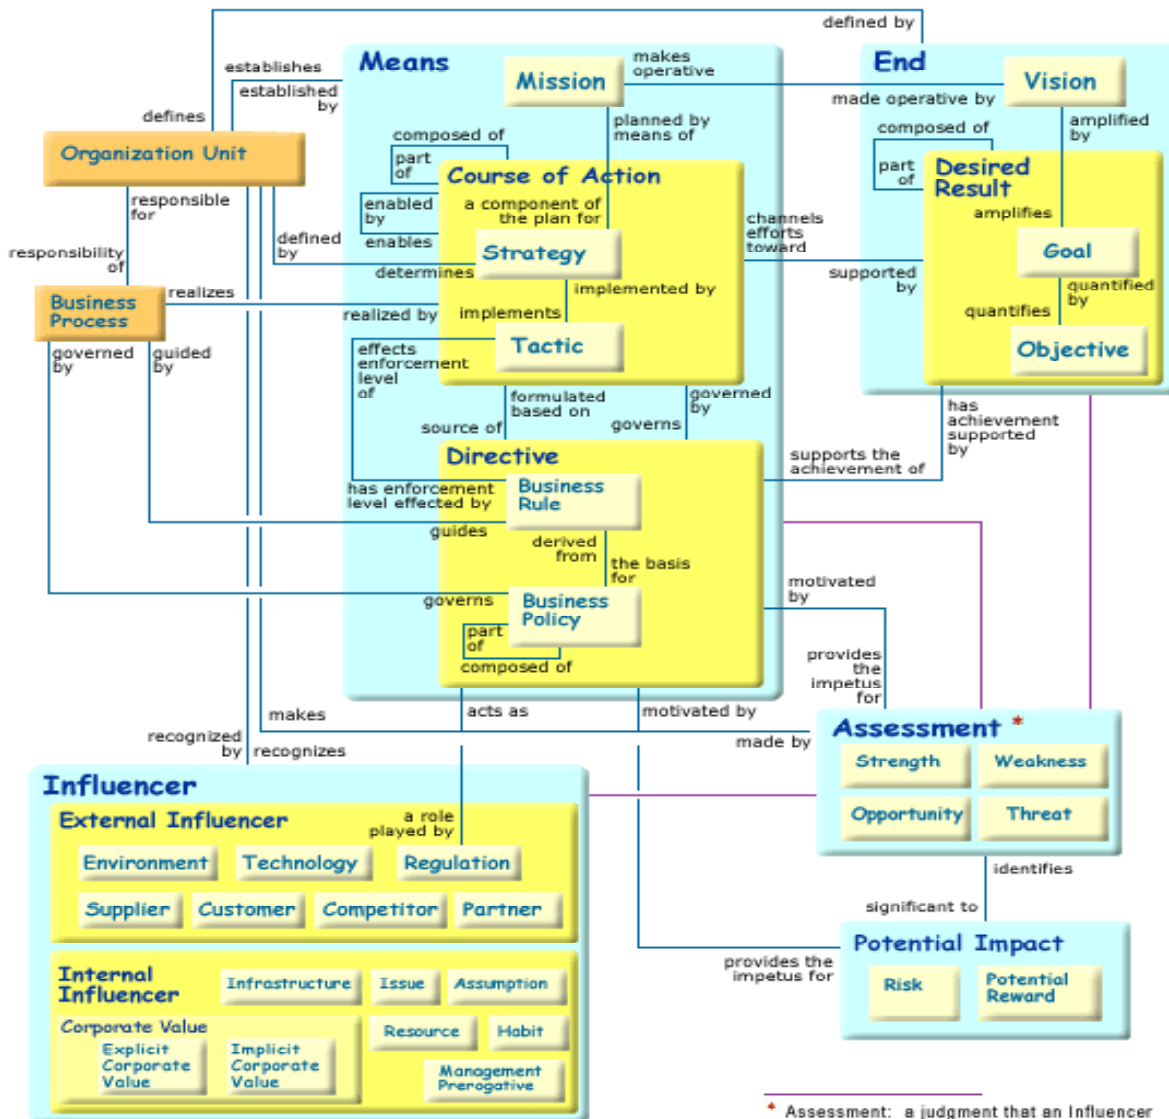 defined by
Means
End
establishes
established
by
makes
operative
Mission
Vision
made operative by
defines
planned by
means of
amplified
by
Organization Unit
composed of
part
of
composed of
part
of
Course of Action
Desired
Result
responsible
for
enabled
by
a component of
the plan for
channels
efforts
toward
amplifies
enables
defined
by
Strategy
Goal
responsibility
of
determines
supported
by
Business
Process
realizes
implemented by
quantified
by
realized by
implements
quantifies
governed
by
guided
by
effects
enforcement
level
of
Tactic
Objective
formulated
based on
governed
by
source of
governs
has
achievement
supported
by
Directive
supports the
achievement of
has enforcement
level effected by
Business
Rule
guides
derived
from
the basis
for
motivated
by
governs
Business
Policy
part
of
composed of
provides
the
impetus
for
makes
acts as
motivated by
recognized
by
recognizes
made by
Assessment *
Strength
Weakness
Opportunity
Threat
Influencer
External Influencer
a role
played by
Environment
Technology
Regulation
Supplier
Customer
Competitor
Partner
identifies
significant to
Potential Impact
provides the
impetus for
Risk
Potential
Reward
Internal
Influencer
Infrastructure
Issue
Assumption
Corporate Value
Resource
Habit
Explicit
Corporate
Value
Implicit
Corporate
Value
Management
Prerogative
* Assessment: a judgment that an Influencer